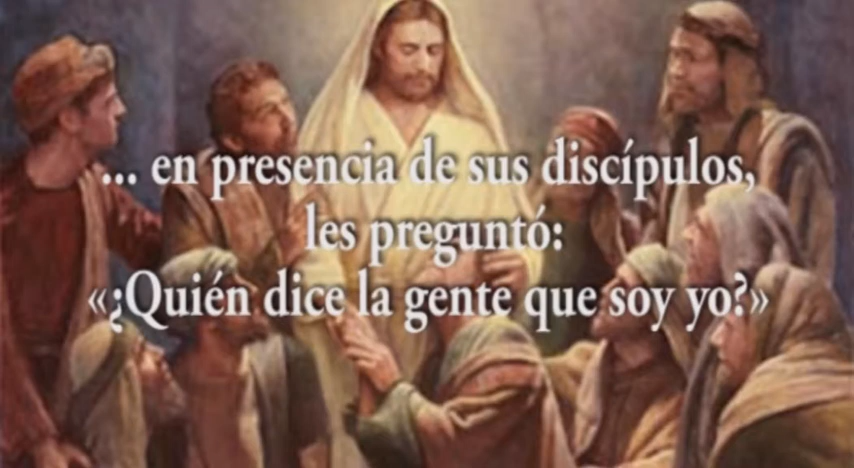 ... en presencia de sus discípulos,
les preguntó:
«¿Quién dice la gente que soy yo?»